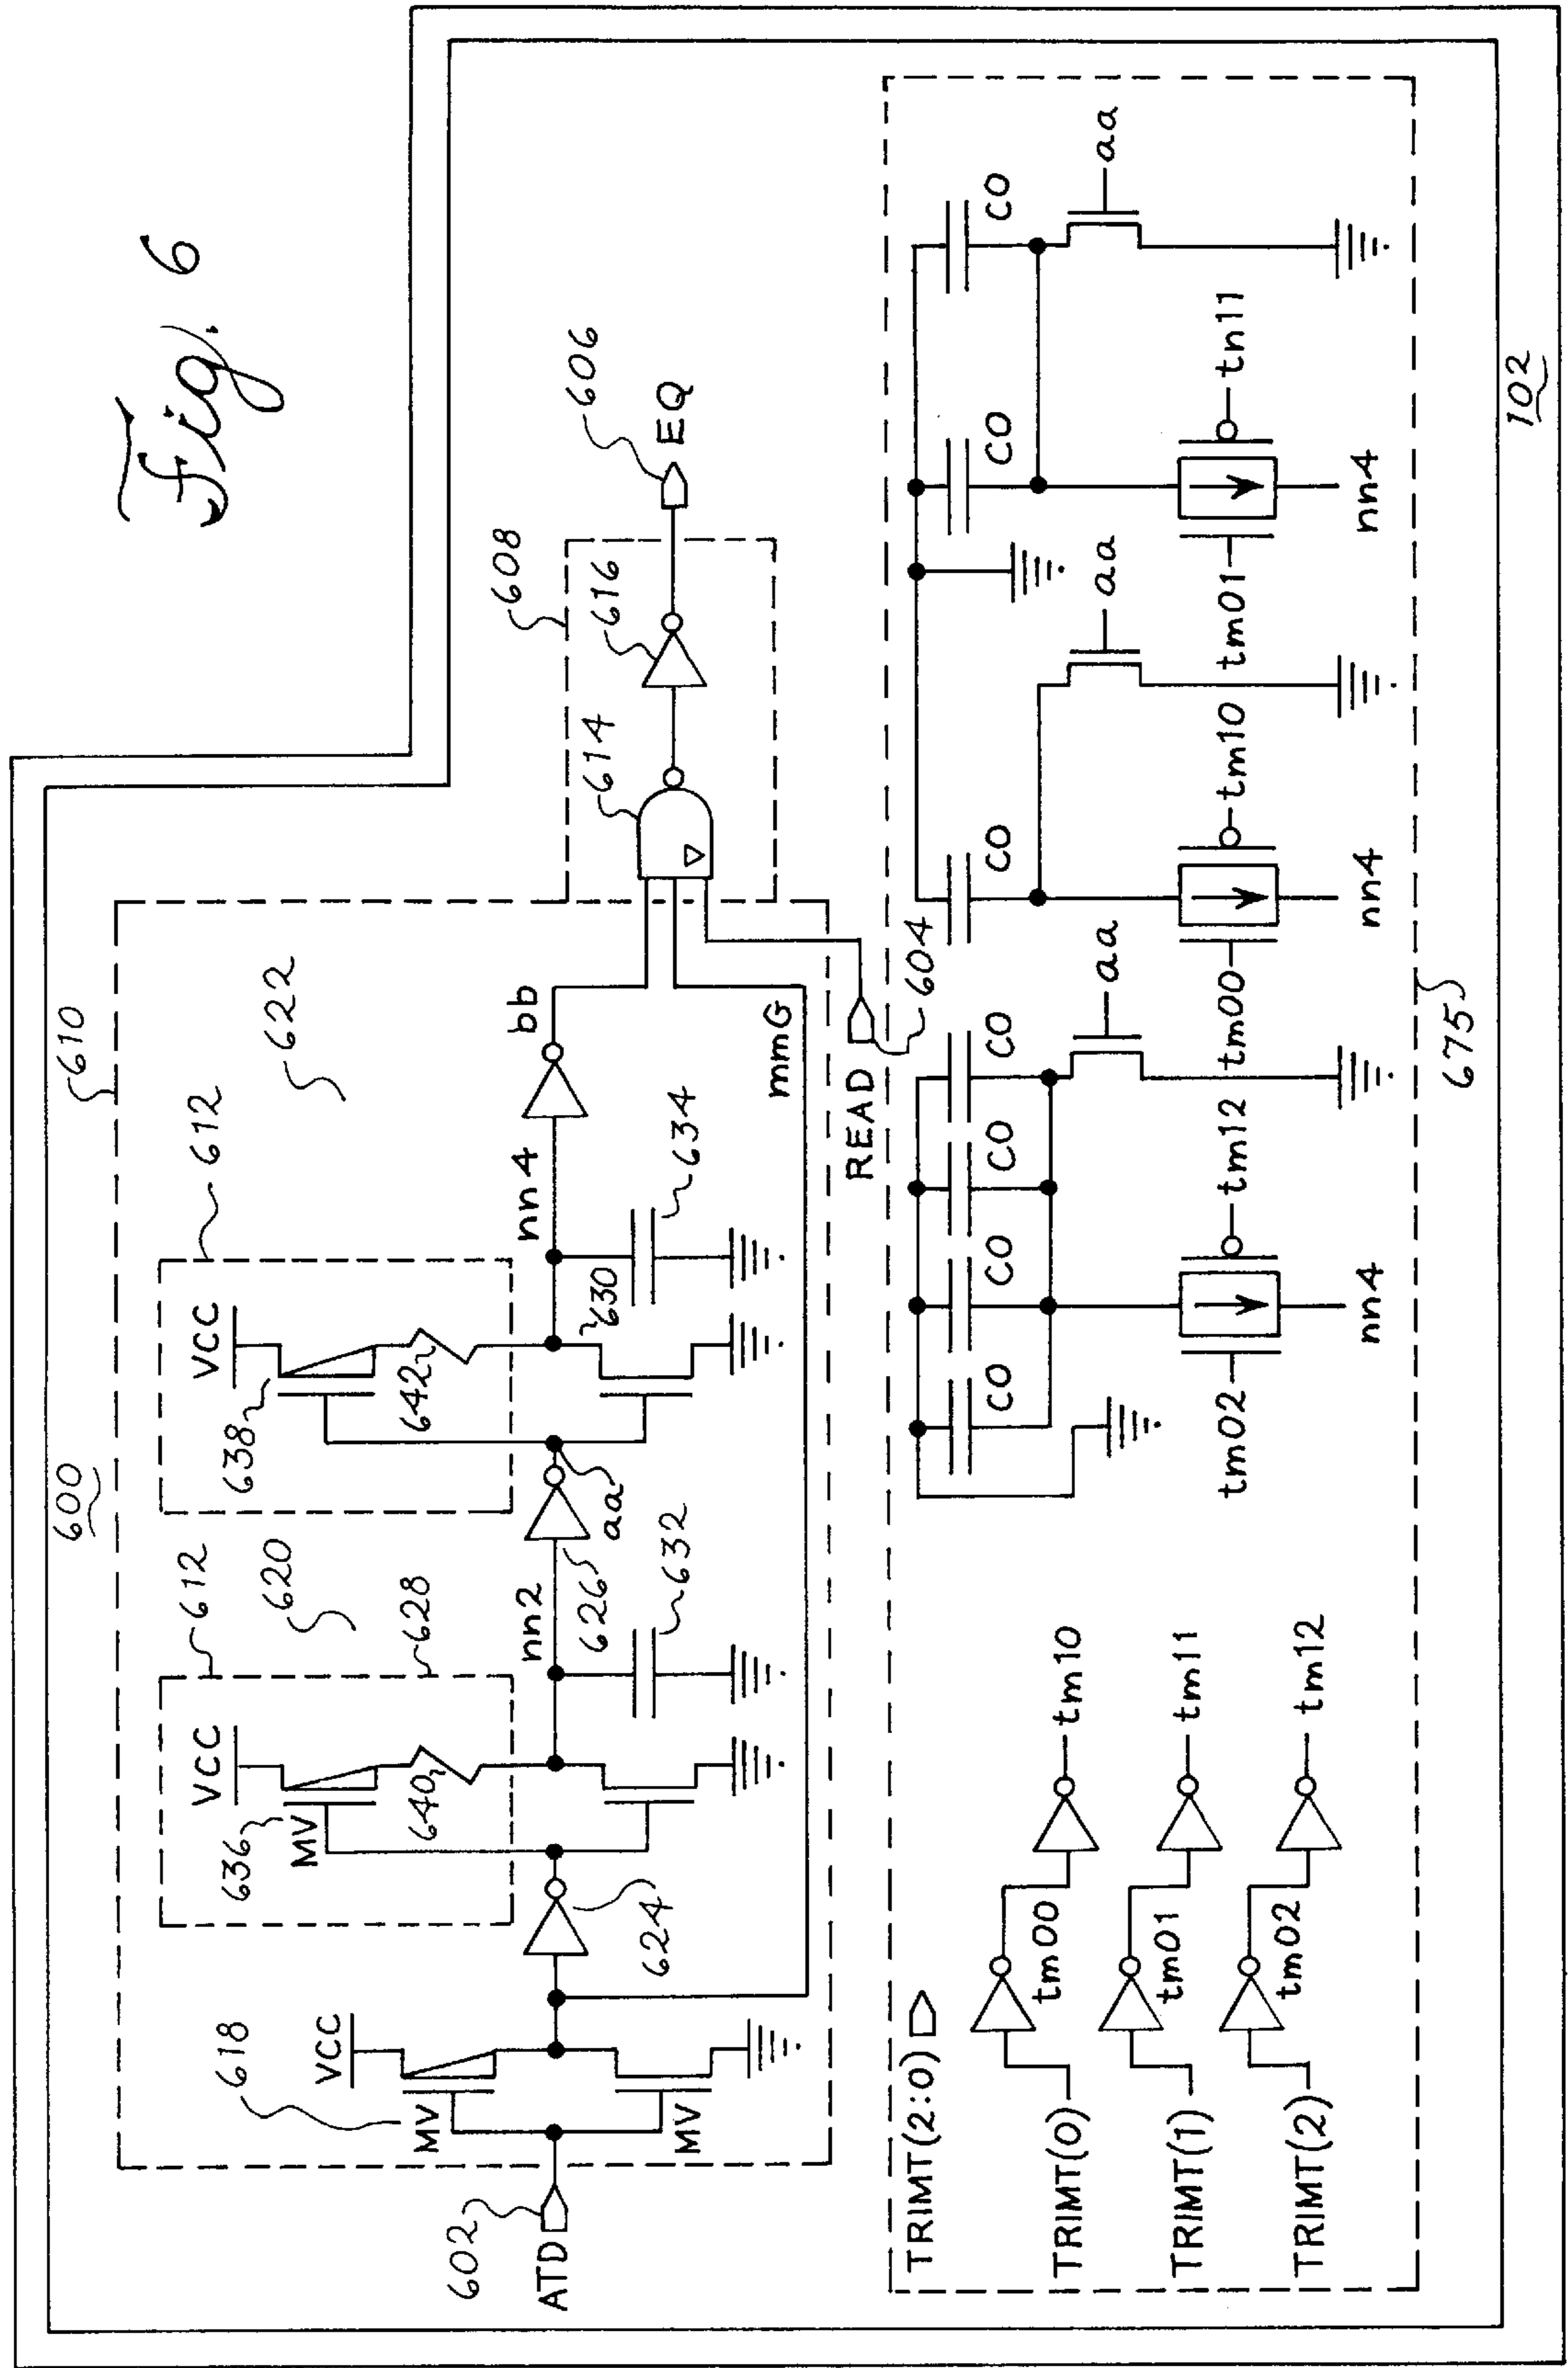 Fig. 6
600
610
612
620
628
612
622
608
618
VCC
MV
MV
602
ATD
624
VCC
636
MV
640
nn2
626
632
aa
VCC
638
642
630
nn4
634
bb
mmG
614
616
606
EQ
READ
604
TRIMT(2:0)
TRIMT(0)
tm00
tm10
TRIMT(1)
tm01
tm11
TRIMT(2)
tm02
tm12
CO
CO
CO
CO
aa
tm02
tm12
nn4
CO
aa
tm00
tm10
nn4
CO
CO
aa
tm01
tn11
nn4
675
102